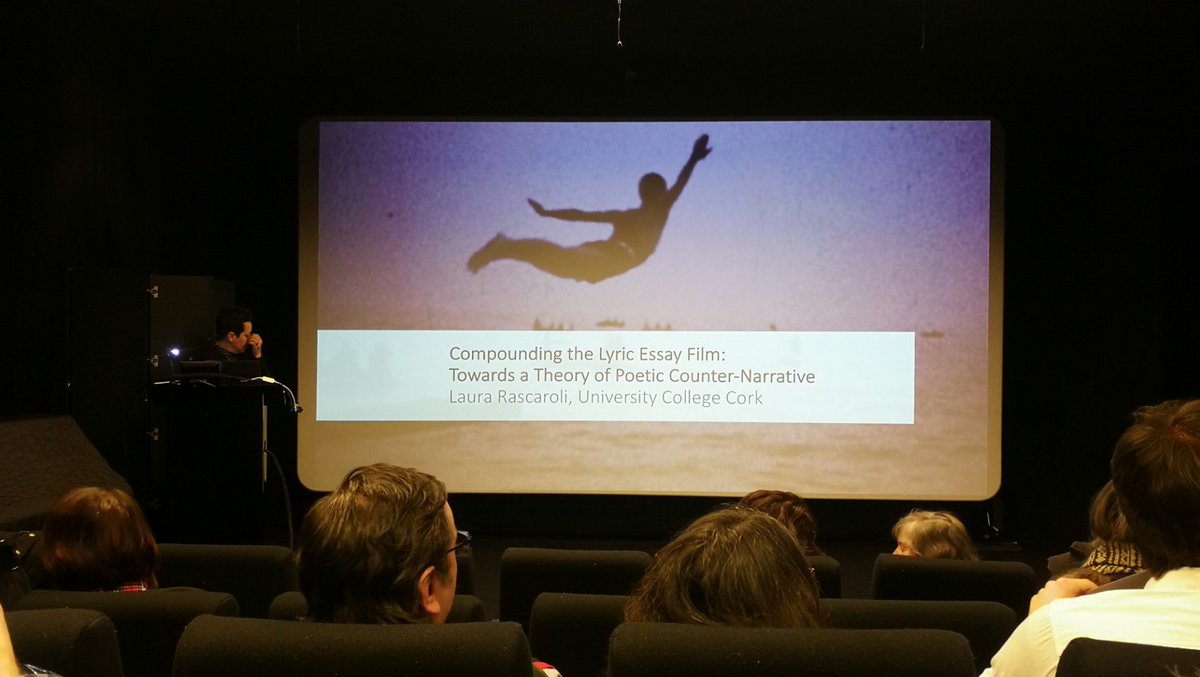 Compounding the Lyric Essay Film:
Towards a Theory of Poetic Counter-Narrative
Laura Rascaroli, University College Cork